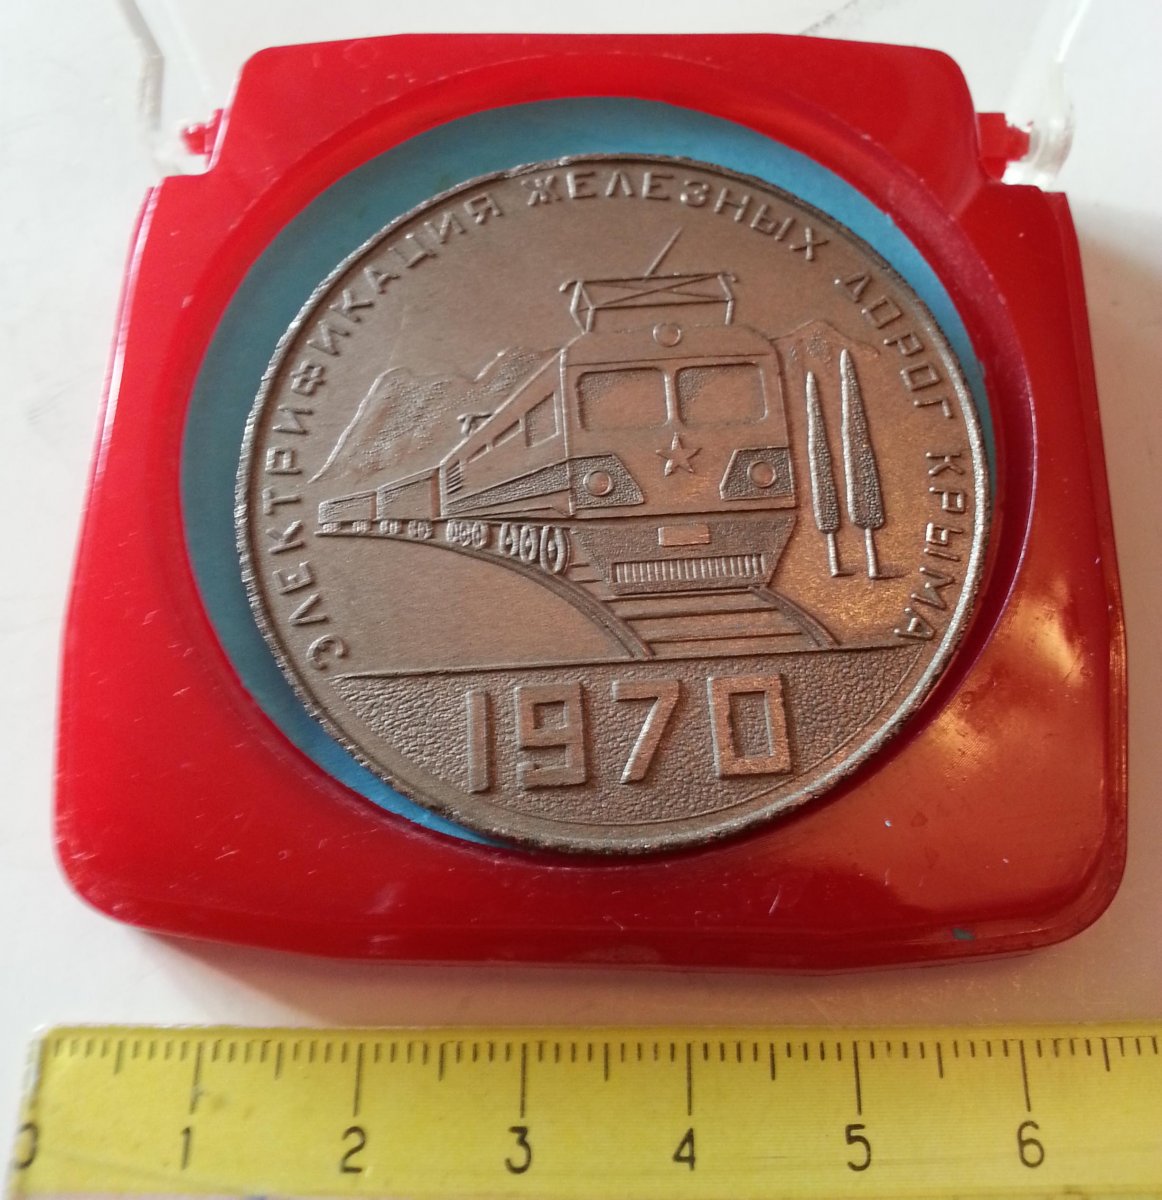 ЭЛЕКТРИФИКАЦИЯ ЖЕЛЕЗНЫХ ДОРОГ КРЫМА
1970
0 1 2 3 4 5 6